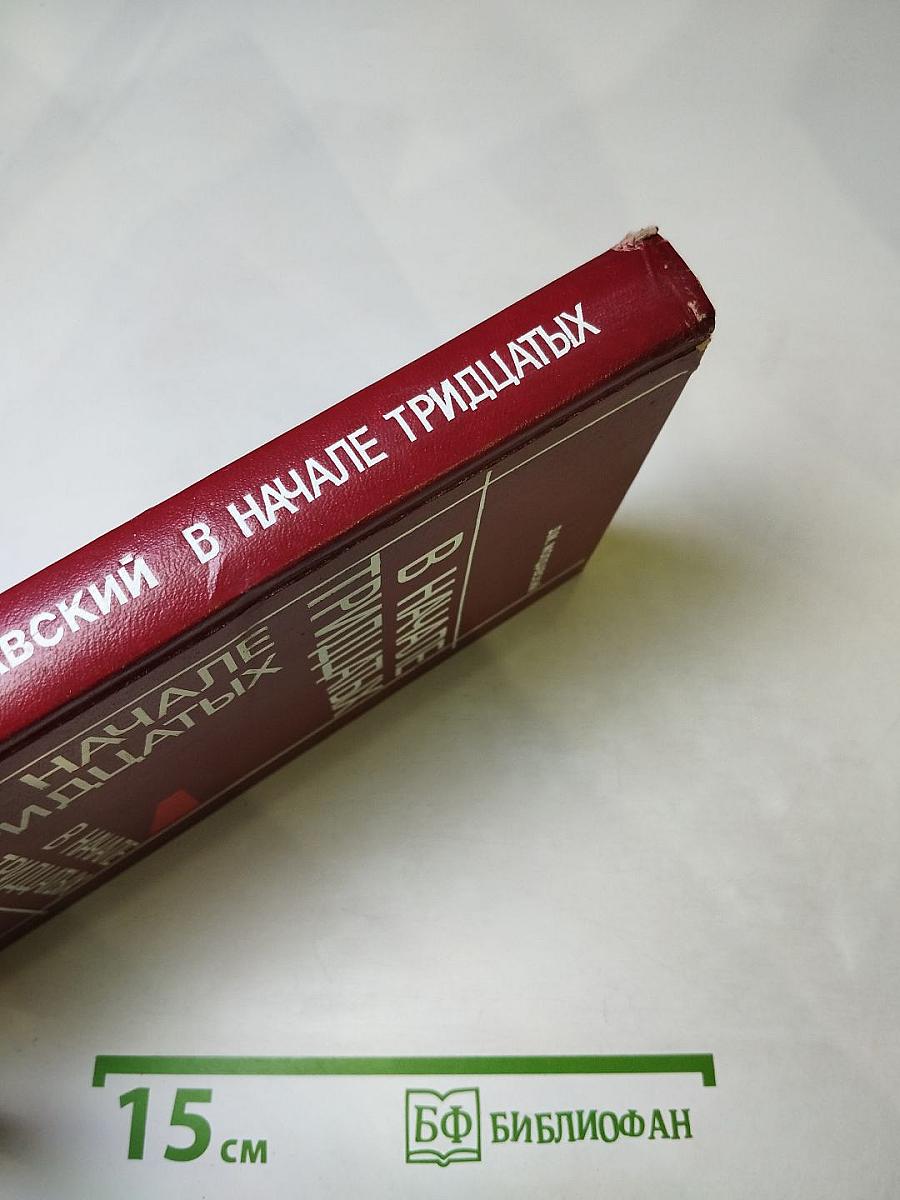 АВСКИЙ В НАЧАЛЕ ТРИДЦАТЫХ
В НАЧАЛЕ
ТРИДЦАТЫХ
НАЧАЛЕ
ИДЦАТЫХ
В
15 см
БФ БИБЛИОФАН